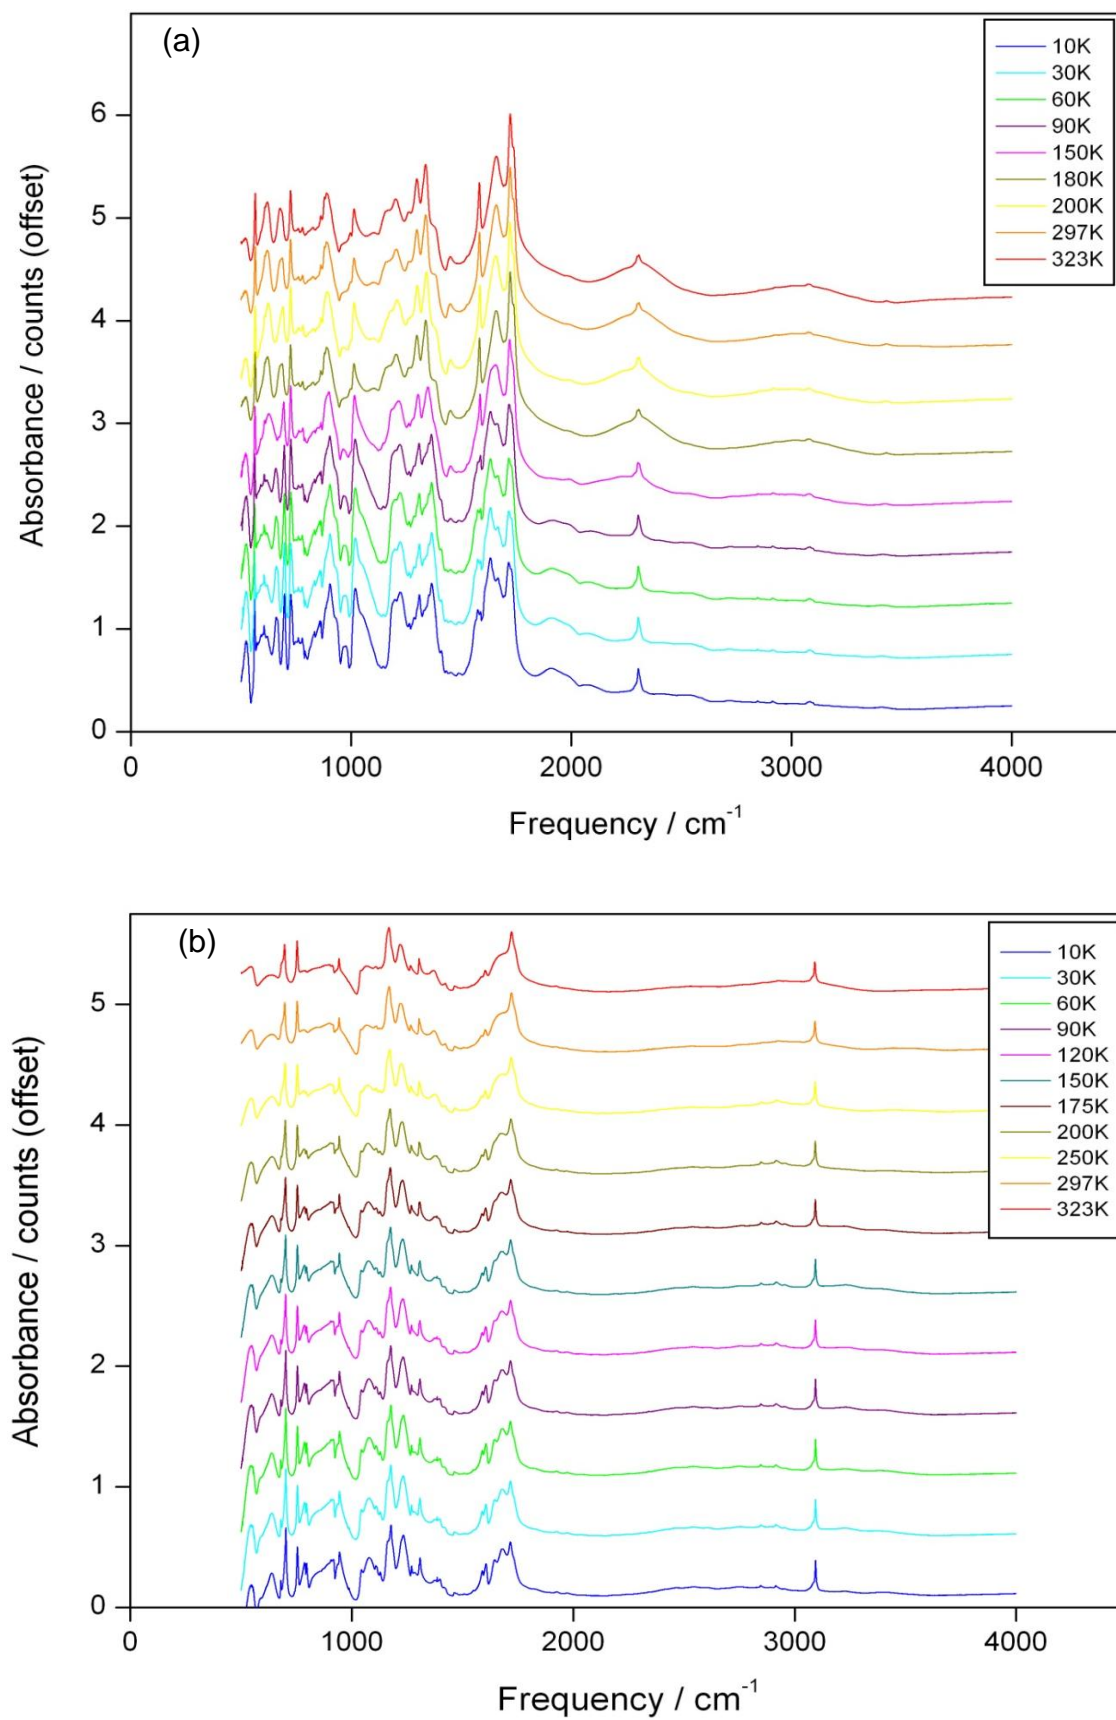 (a)
10K
30K
60K
90K
150K
180K
200K
297K
323K
Absorbance / counts (offset)
6
5
4
3
2
1
0
0 1000 2000 3000 4000
Frequency / cm⁻¹
(b)
10K
30K
60K
90K
120K
150K
175K
200K
250K
297K
323K
Absorbance / counts (offset)
5
4
3
2
1
0
0 1000 2000 3000 4000
Frequency / cm⁻¹